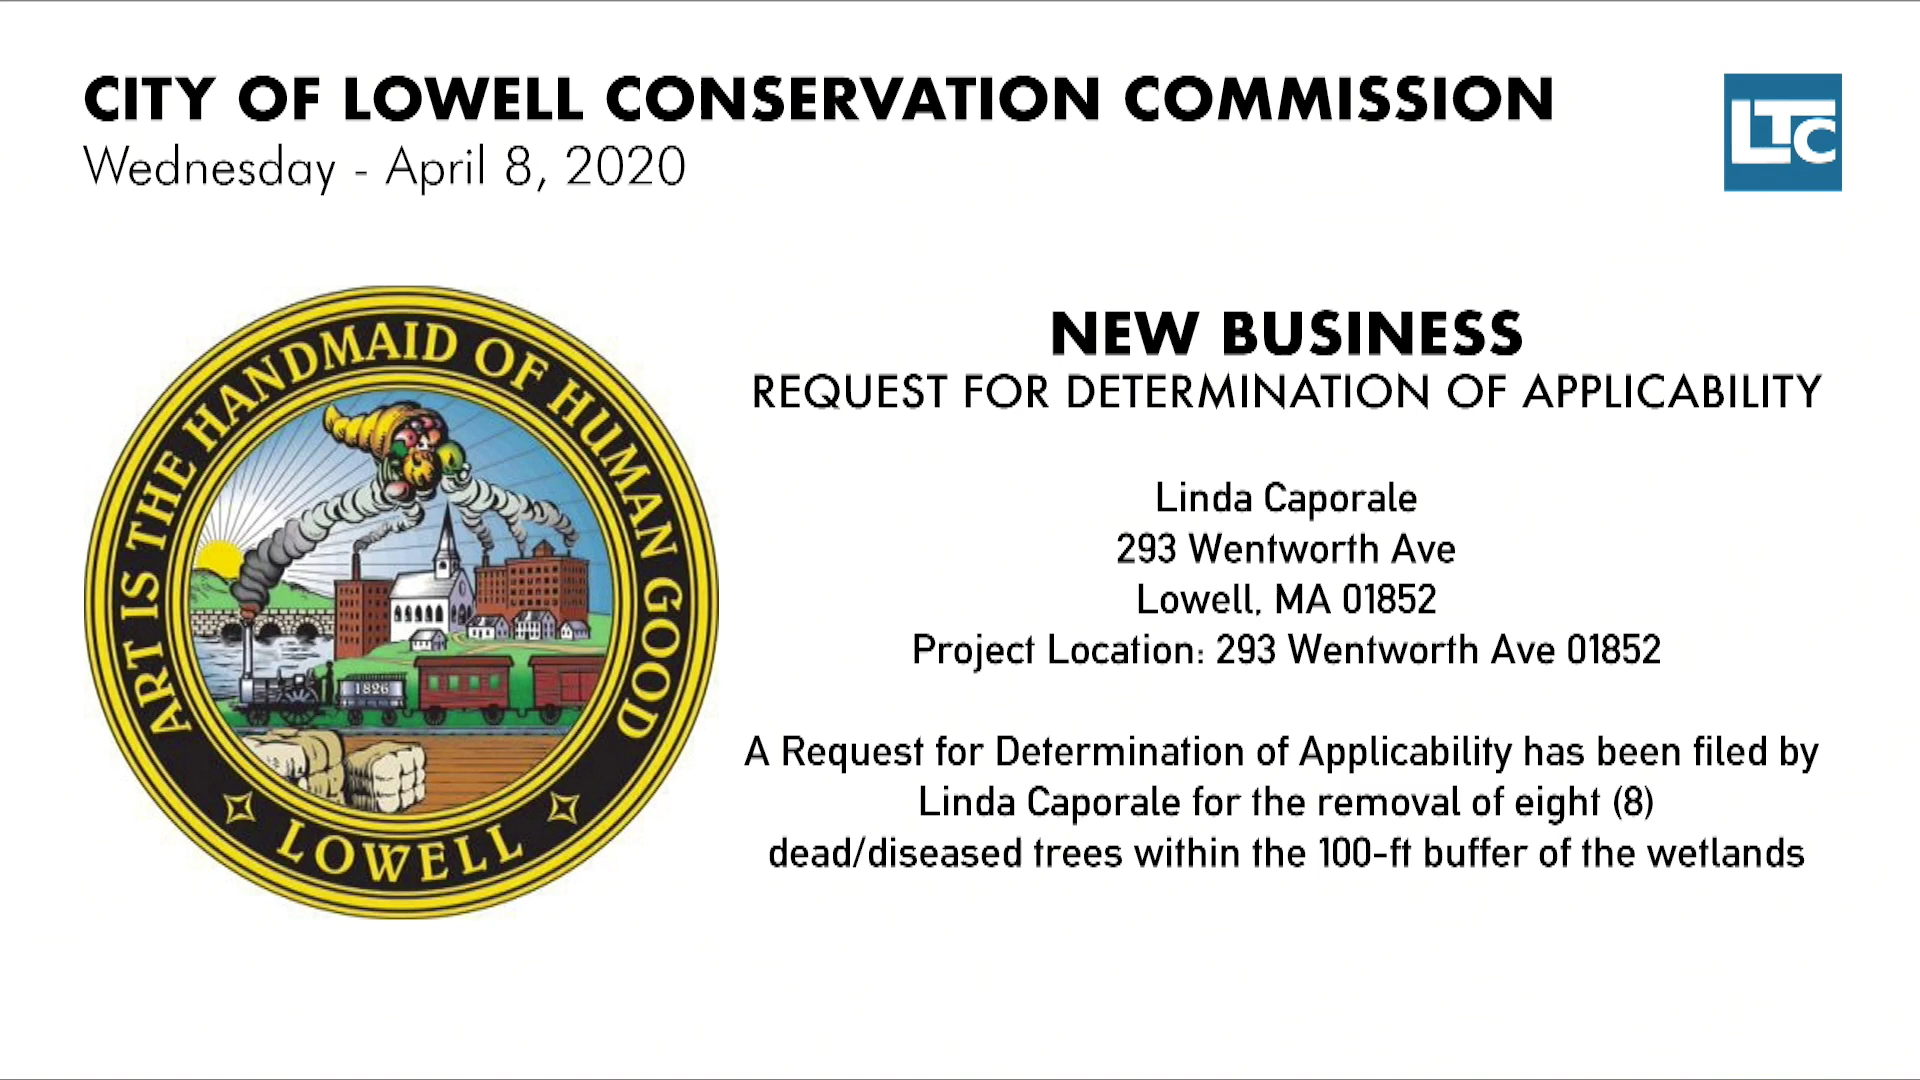 CITY OF LOWELL CONSERVATION COMMISSION
Wednesday - April 8, 2020
LTC
ART IS THE HANDMAID OF HUMAN GOOD
1826
LOWELL
NEW BUSINESS
REQUEST FOR DETERMINATION OF APPLICABILITY
Linda Caporale
293 Wentworth Ave
Lowell, MA 01852
Project Location: 293 Wentworth Ave 01852
A Request for Determination of Applicability has been filed by
Linda Caporale for the removal of eight (8)
dead/diseased trees within the 100-ft buffer of the wetlands